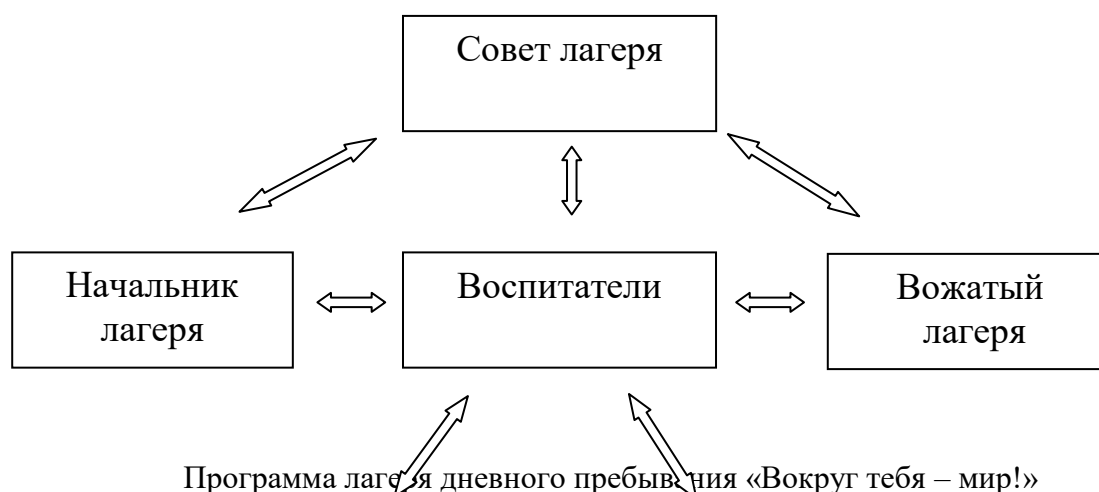 Совет лагеря
Начальник
лагеря
Воспитатели
Вожатый
лагеря
Программа лагеря дневного пребывания «Вокруг тебя – мир!»